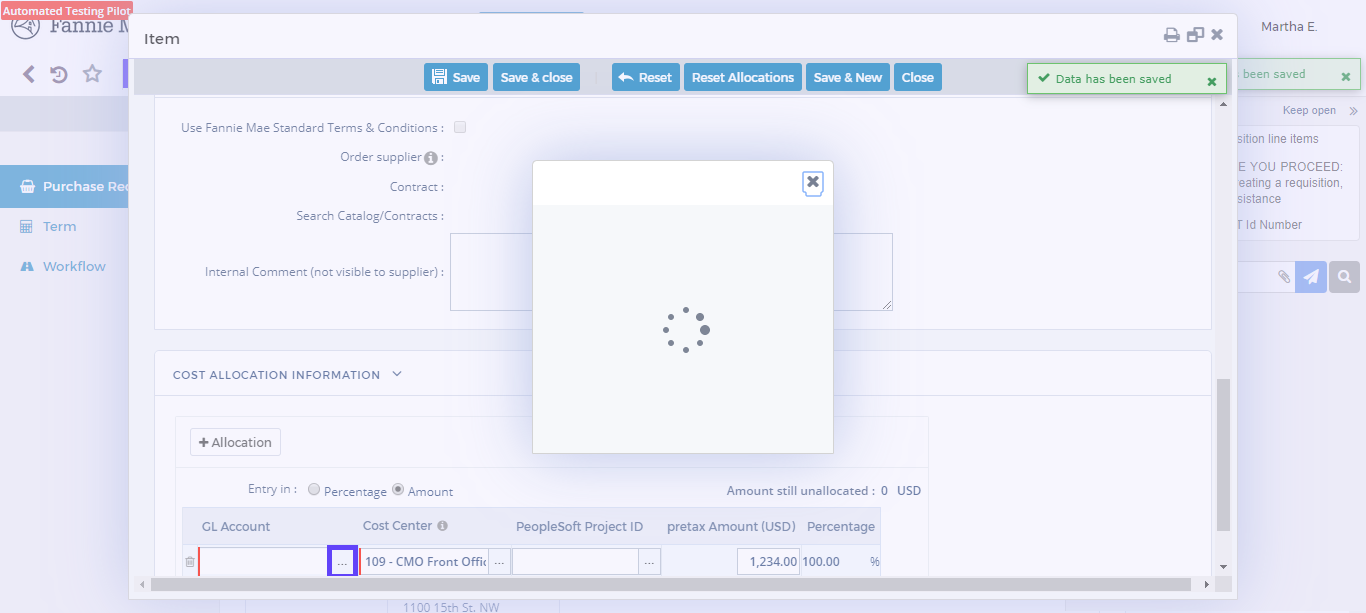 Automated Testing Pilot
Fannie M
Martha E.
Item
Save
Save & close
Reset
Reset Allocations
Save & New
Close
Data has been saved
been saved
Keep open
Use Fannie Mae Standard Terms & Conditions :
Order supplier :
Contract :
Search Catalog/Contracts :
Internal Comment (not visible to supplier) :
Purchase Req
Term
Workflow
sition line items
E YOU PROCEED:
eating a requisition,
sistance
T Id Number
COST ALLOCATION INFORMATION
+ Allocation
Entry in : Percentage Amount
Amount still unallocated : 0 USD
GL Account
Cost Center
PeopleSoft Project ID
pretax Amount (USD)
Percentage
...
109 - CMO Front Offic
...
...
1,234.00
100.00 %
1100 15th St. NW